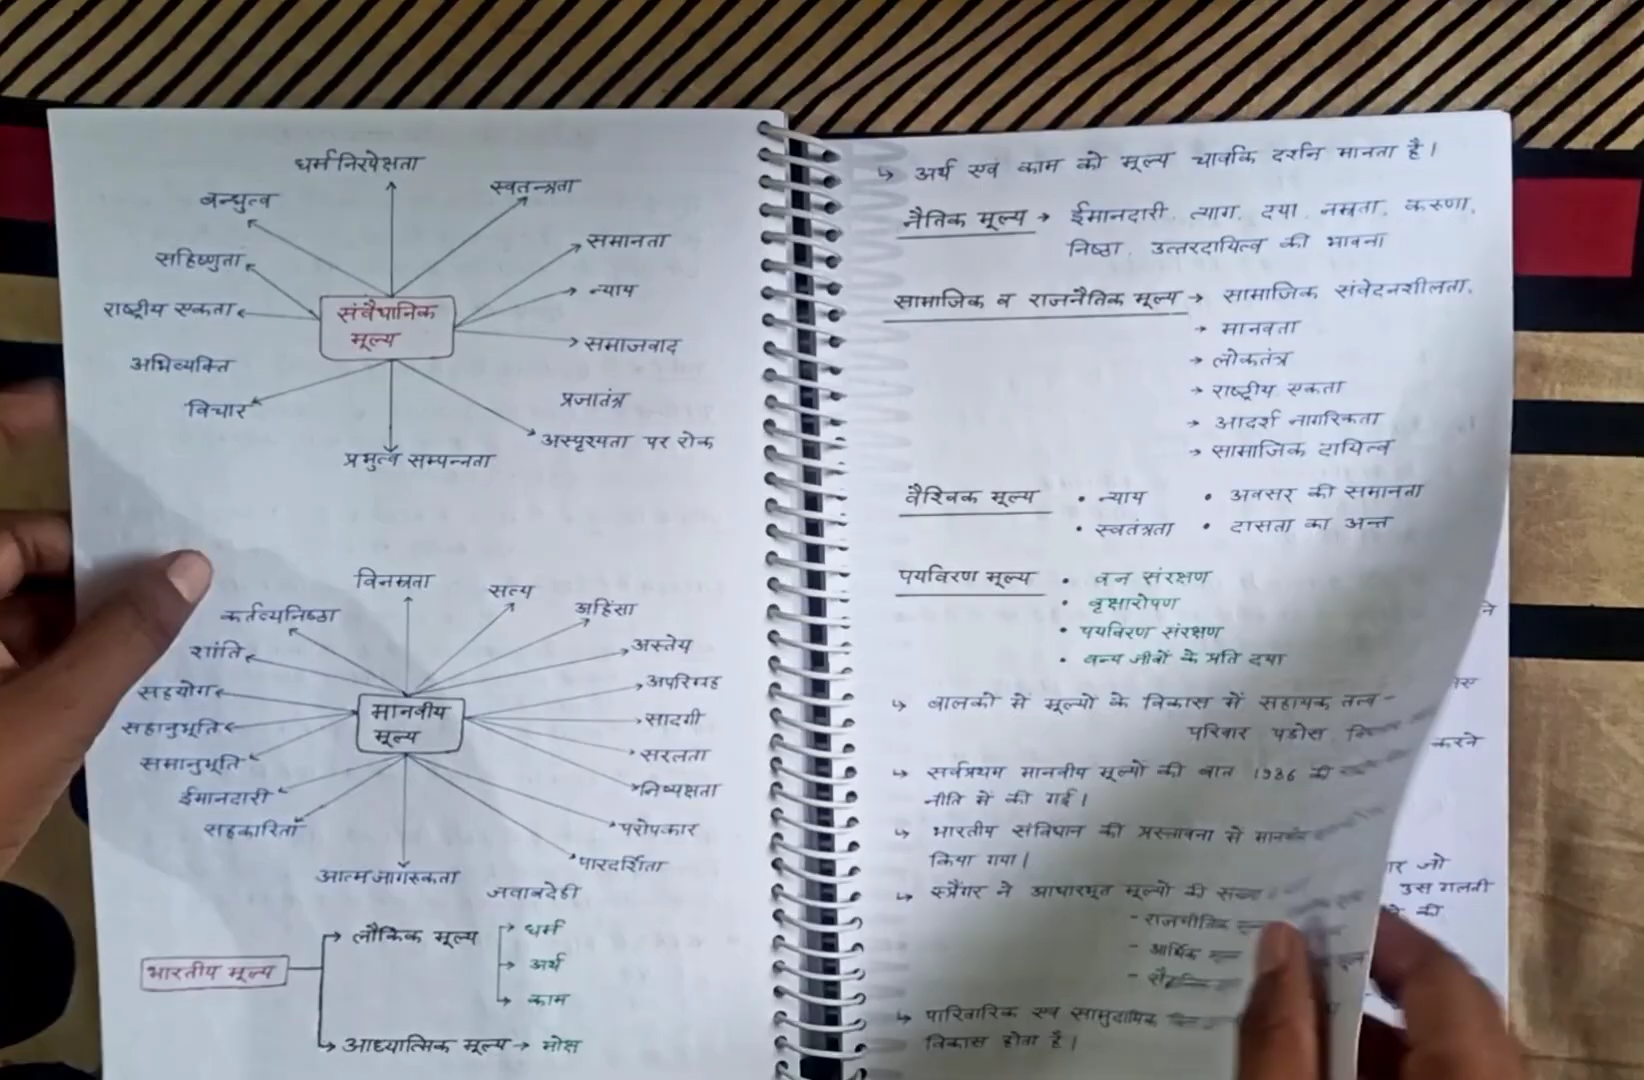 धर्म निरपेक्षता
स्वतन्त्रता
बन्धुत्व
समानता
सहिष्णुता
न्याय
राष्ट्रीय एकता
संवैधानिक
मूल्य
समाजवाद
अभिव्यक्ति
विचार
प्रजातंत्र
अस्पृश्यता पर रोक
प्रभुत्व सम्पन्नता
विनम्रता
सत्य
कर्तव्यनिष्ठा
अहिंसा
शांति
अस्तेय
सहयोग
अपरिग्रह
मानवीय
मूल्य
सहानुभूति
सादगी
समानुभूति
सरलता
ईमानदारी
निष्पक्षता
सहकारिता
परोपकार
पारदर्शिता
आत्म जागरूकता
जवाबदेही
भारतीय मूल्य
लौकिक मूल्य
धर्म
अर्थ
काम
आध्यात्मिक मूल्य → मोक्ष
↳ अर्थ एवं काम को मूल्य चार्वाक दर्शन मानता है।
नैतिक मूल्य → ईमानदारी, त्याग, दया, नम्रता, करुणा,
निष्ठा, उत्तरदायित्व की भावना
सामाजिक व राजनैतिक मूल्य → सामाजिक संवेदनशीलता,
→ मानवता
→ लोकतंत्र
→ राष्ट्रीय एकता
→ आदर्श नागरिकता
→ सामाजिक दायित्व
वैश्विक मूल्य • न्याय • अवसर की समानता
• स्वतंत्रता • दासता का अन्त
पर्यावरण मूल्य • वन संरक्षण
• वृक्षारोपण
• पर्यावरण संरक्षण
• वन्य जीवों के प्रति दया
↳ बालकों में मूल्यों के विकास में सहायक तत्व -
परिवार पडोस
↳ सर्वप्रथम मानवीय मूल्यों की बात 1986 की
नीति में की गई।
↳ भारतीय संविधान की प्रस्तावना से
किया गया।
↳ स्प्रैंगर ने आधारभूत मूल्यों की
- राजनीतिक
- आर्थिक मूल्य
↳ पारिवारिक एवं सामुदायिक
विकास होता है।
ने
करने
जो
उस गलती
की